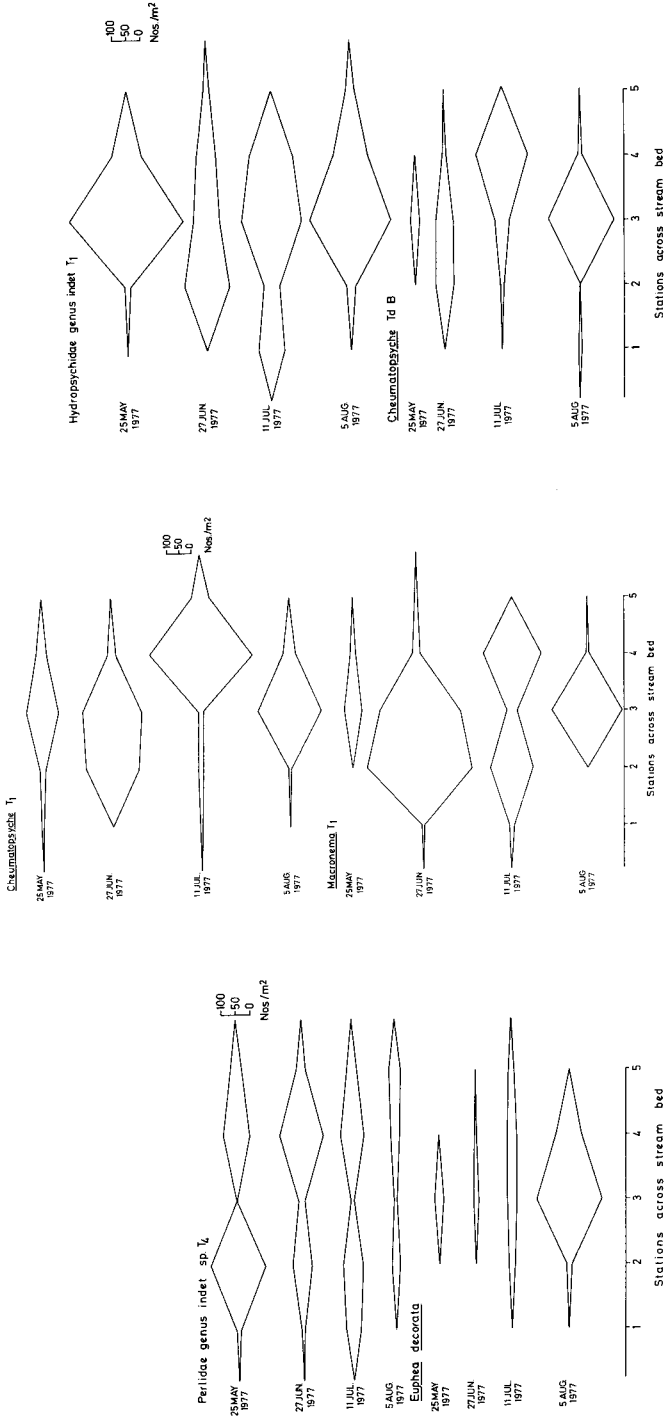 Hydropsychidae genus indet T1
100
50
0
Nos./m2
25 MAY
1977
27 JUN.
1977
11 JUL.
1977
5 AUG
1977
Cheumatopsyche Td B
25 MAY
1977
27 JUN.
1977
11 JUL
1977
5 AUG
1977
1 2 3 4 5
Stations across stream bed
Cheumatopsyche T1
100
50
0
Nos./m2
25 MAY
1977
27 JUN.
1977
11 JUL
1977
5 AUG
1977
Macronema T1
25 MAY
1977
27 JUN
1977
11 JUL
1977
5 AUG
1977
1 2 3 4 5
Stations across stream bed
Perlidae genus indet sp. T4
100
50
0
Nos/m2
25 MAY
1977
27 JUN.
1977
11 JUL
1977
5 AUG
1977
Euphea decorata
25 MAY
1977
27 JUN.
1977
11 JUL
1977
5 AUG
1977
1 2 3 4 5
Stations across stream bed